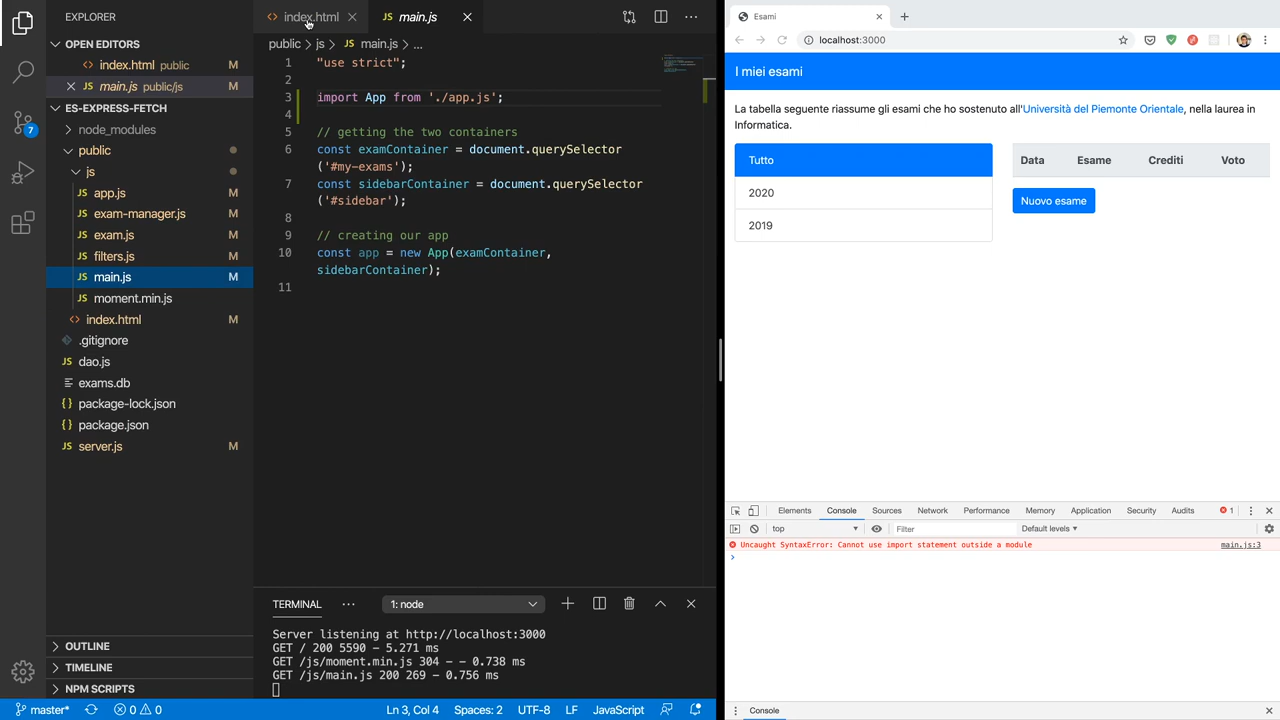 EXPLORER
OPEN EDITORS
index.html public M
main.js public/js M
ES-EXPRESS-FETCH
node_modules
public
js
JS app.js M
JS exam-manager.js M
JS exam.js M
JS filters.js M
JS main.js M
JS moment.min.js M
index.html M
.gitignore
JS dao.js
exams.db
{} package-lock.json
{} package.json
JS server.js M
OUTLINE
TIMELINE
NPM SCRIPTS
7
index.html
JS main.js
public > js > JS main.js > ...
1 "use strict";
2
3 import App from './app.js';
4
5 // getting the two containers
6 const examContainer = document.querySelector
('#my-exams');
7 const sidebarContainer = document.querySelector
('#sidebar');
8
9 // creating our app
10 const app = new App(examContainer,
sidebarContainer);
11
TERMINAL
1: node
Server listening at http://localhost:3000
GET / 200 5590 - 5.271 ms
GET /js/moment.min.js 304 - - 0.738 ms
GET /js/main.js 200 269 - 0.756 ms
master*
0 0
Ln 3, Col 4
Spaces: 2
UTF-8
LF
JavaScript
Esami
localhost:3000
I miei esami
La tabella seguente riassume gli esami che ho sostenuto all'Università del Piemonte Orientale, nella laurea in
Informatica.
Tutto
2020
2019
Data Esame Crediti Voto
Nuovo esame
Elements Console Sources Network Performance Memory Application Security Audits 1
top Filter Default levels
Uncaught SyntaxError: Cannot use import statement outside a module main.js:3
Console